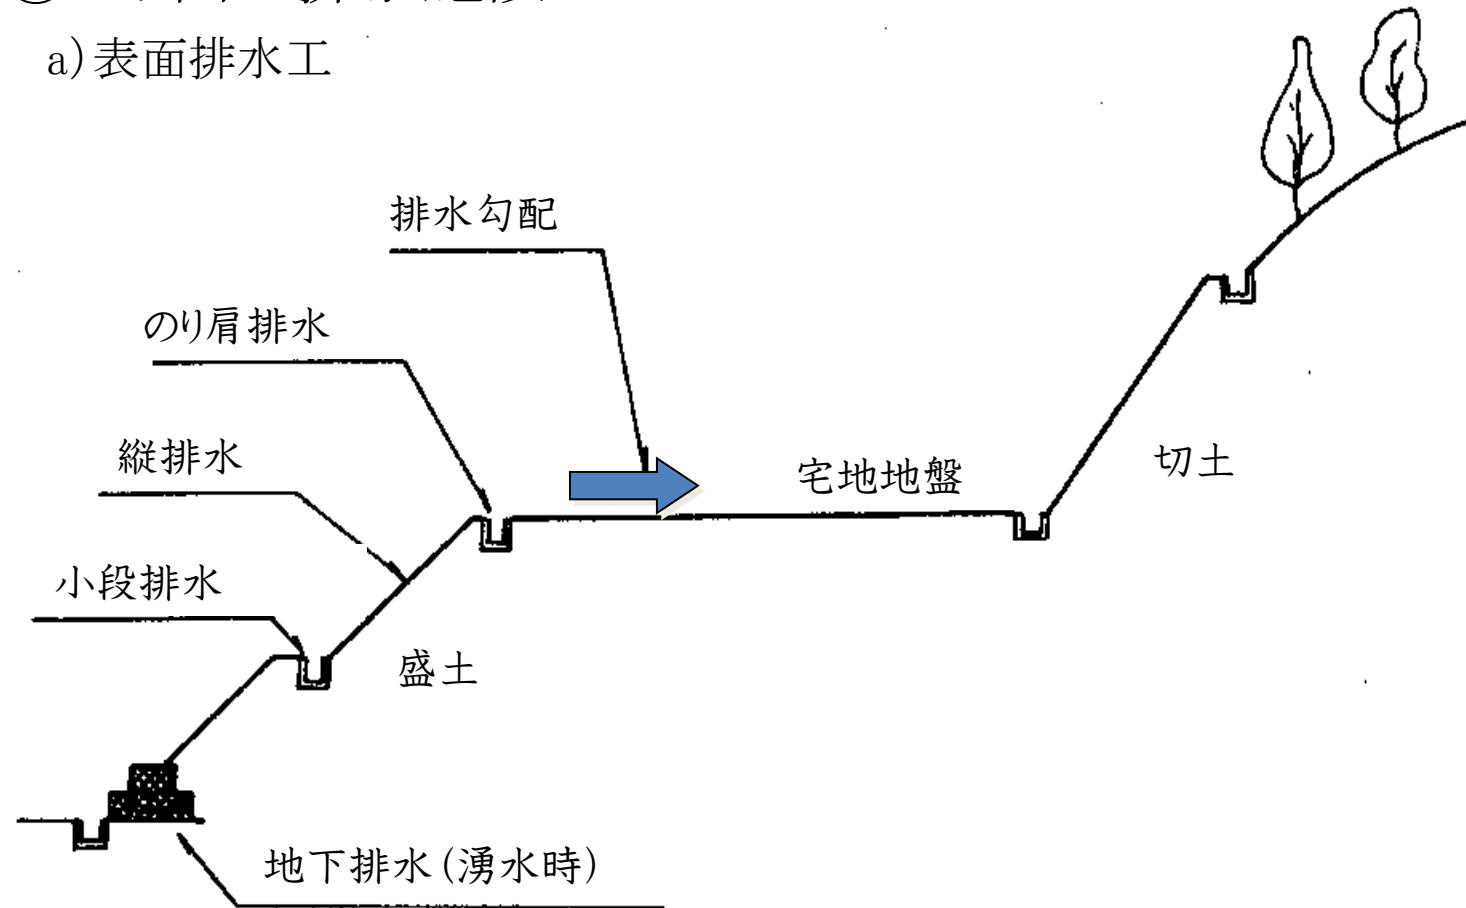 a)表面排水工
排水勾配
のり肩排水
縦排水
宅地地盤
切土
小段排水
盛土
地下排水(湧水時)